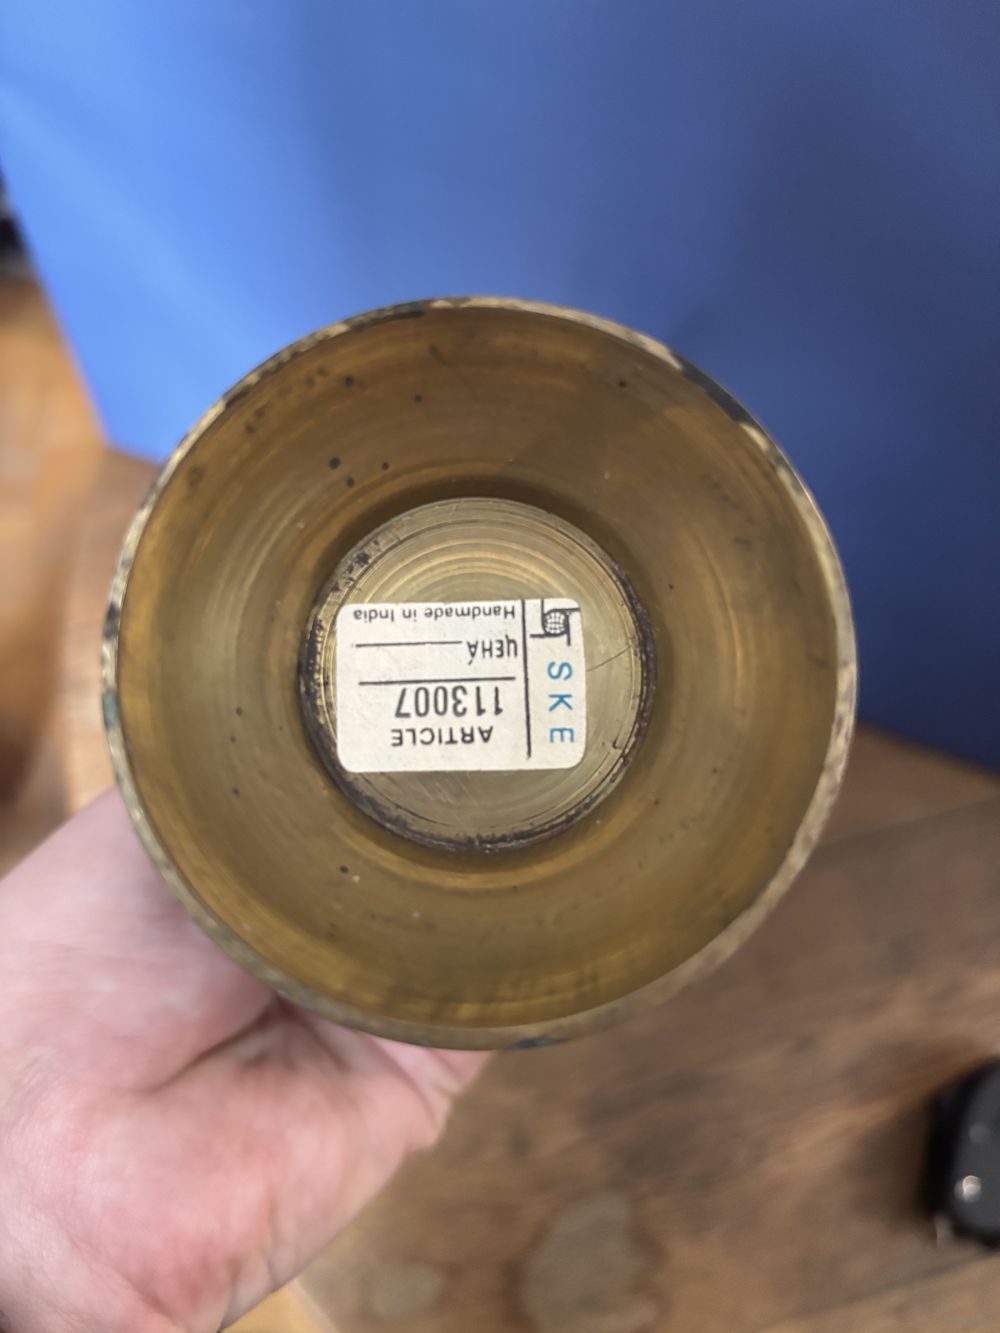 SKE
ARTICLE
113007
ЦЕНА́
Handmade in India